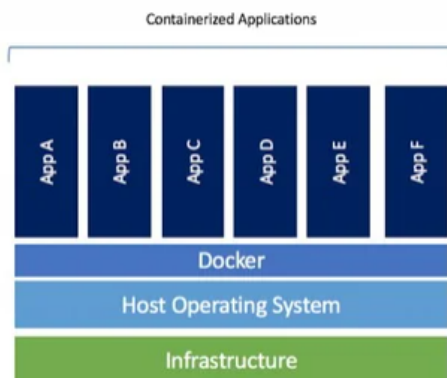 Containerized Applications
App A
App B
App C
App D
App E
App F
Docker
Host Operating System
Infrastructure